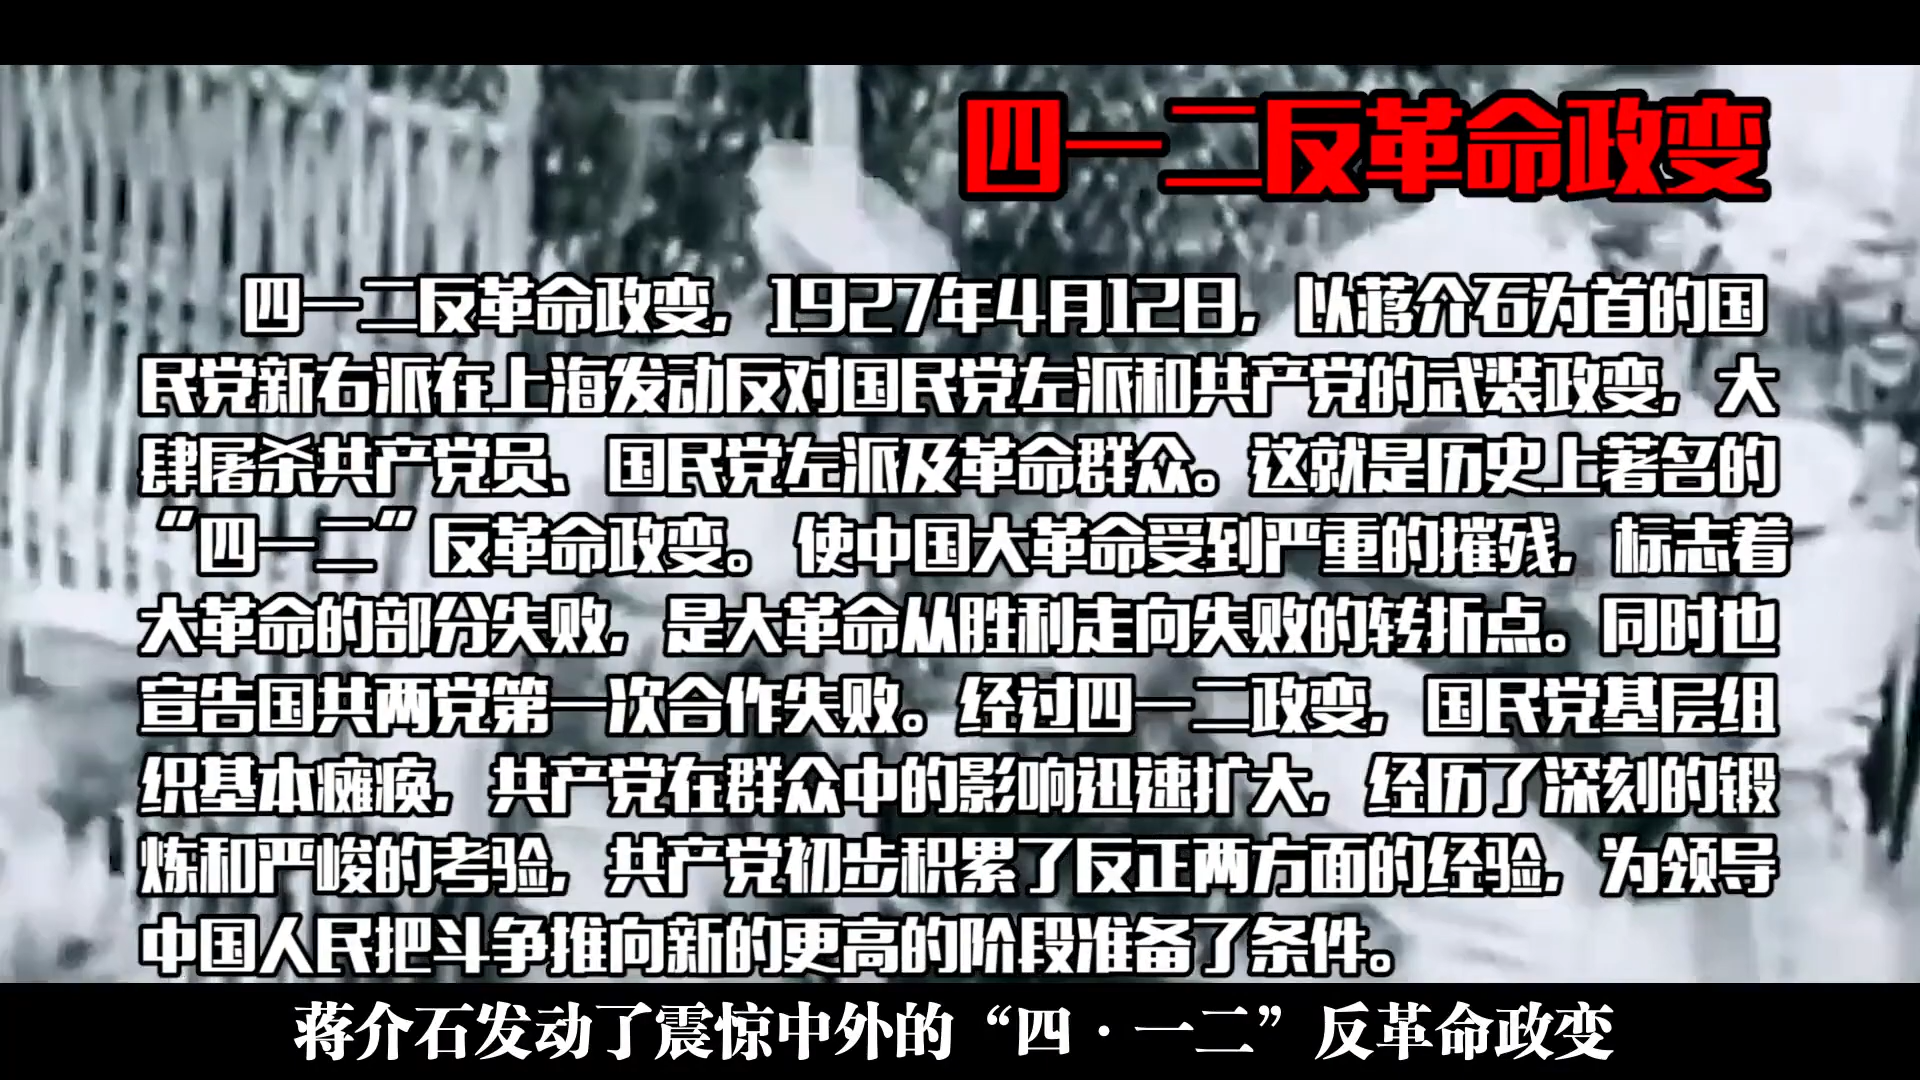 四一二反革命政变
四一二反革命政变，1927年4月12日，以蒋介石为首的国
民党新右派在上海发动反对国民党左派和共产党的武装政变，大
肆屠杀共产党员、国民党左派及革命群众。这就是历史上著名的
“四一二”反革命政变。使中国大革命受到严重的摧残，标志着
大革命的部分失败，是大革命从胜利走向失败的转折点。同时也
宣告国共两党第一次合作失败。经过四一二政变，国民党基层组
织基本瘫痪，共产党在群众中的影响迅速扩大，经历了深刻的锻
炼和严峻的考验，共产党初步积累了反正两方面的经验，为领导
中国人民把斗争推向新的更高的阶段准备了条件。
蒋介石发动了震惊中外的“四·一二”反革命政变